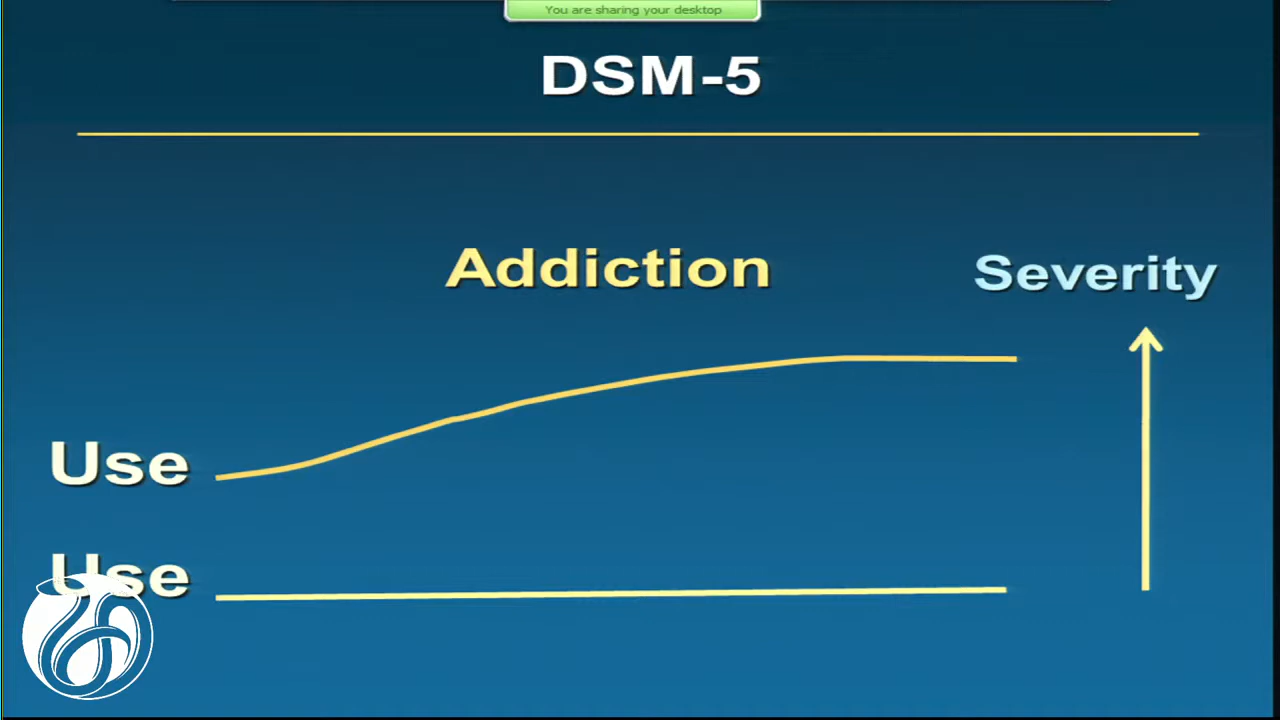 You are sharing your desktop
DSM-5
Addiction
Severity
Use
Use